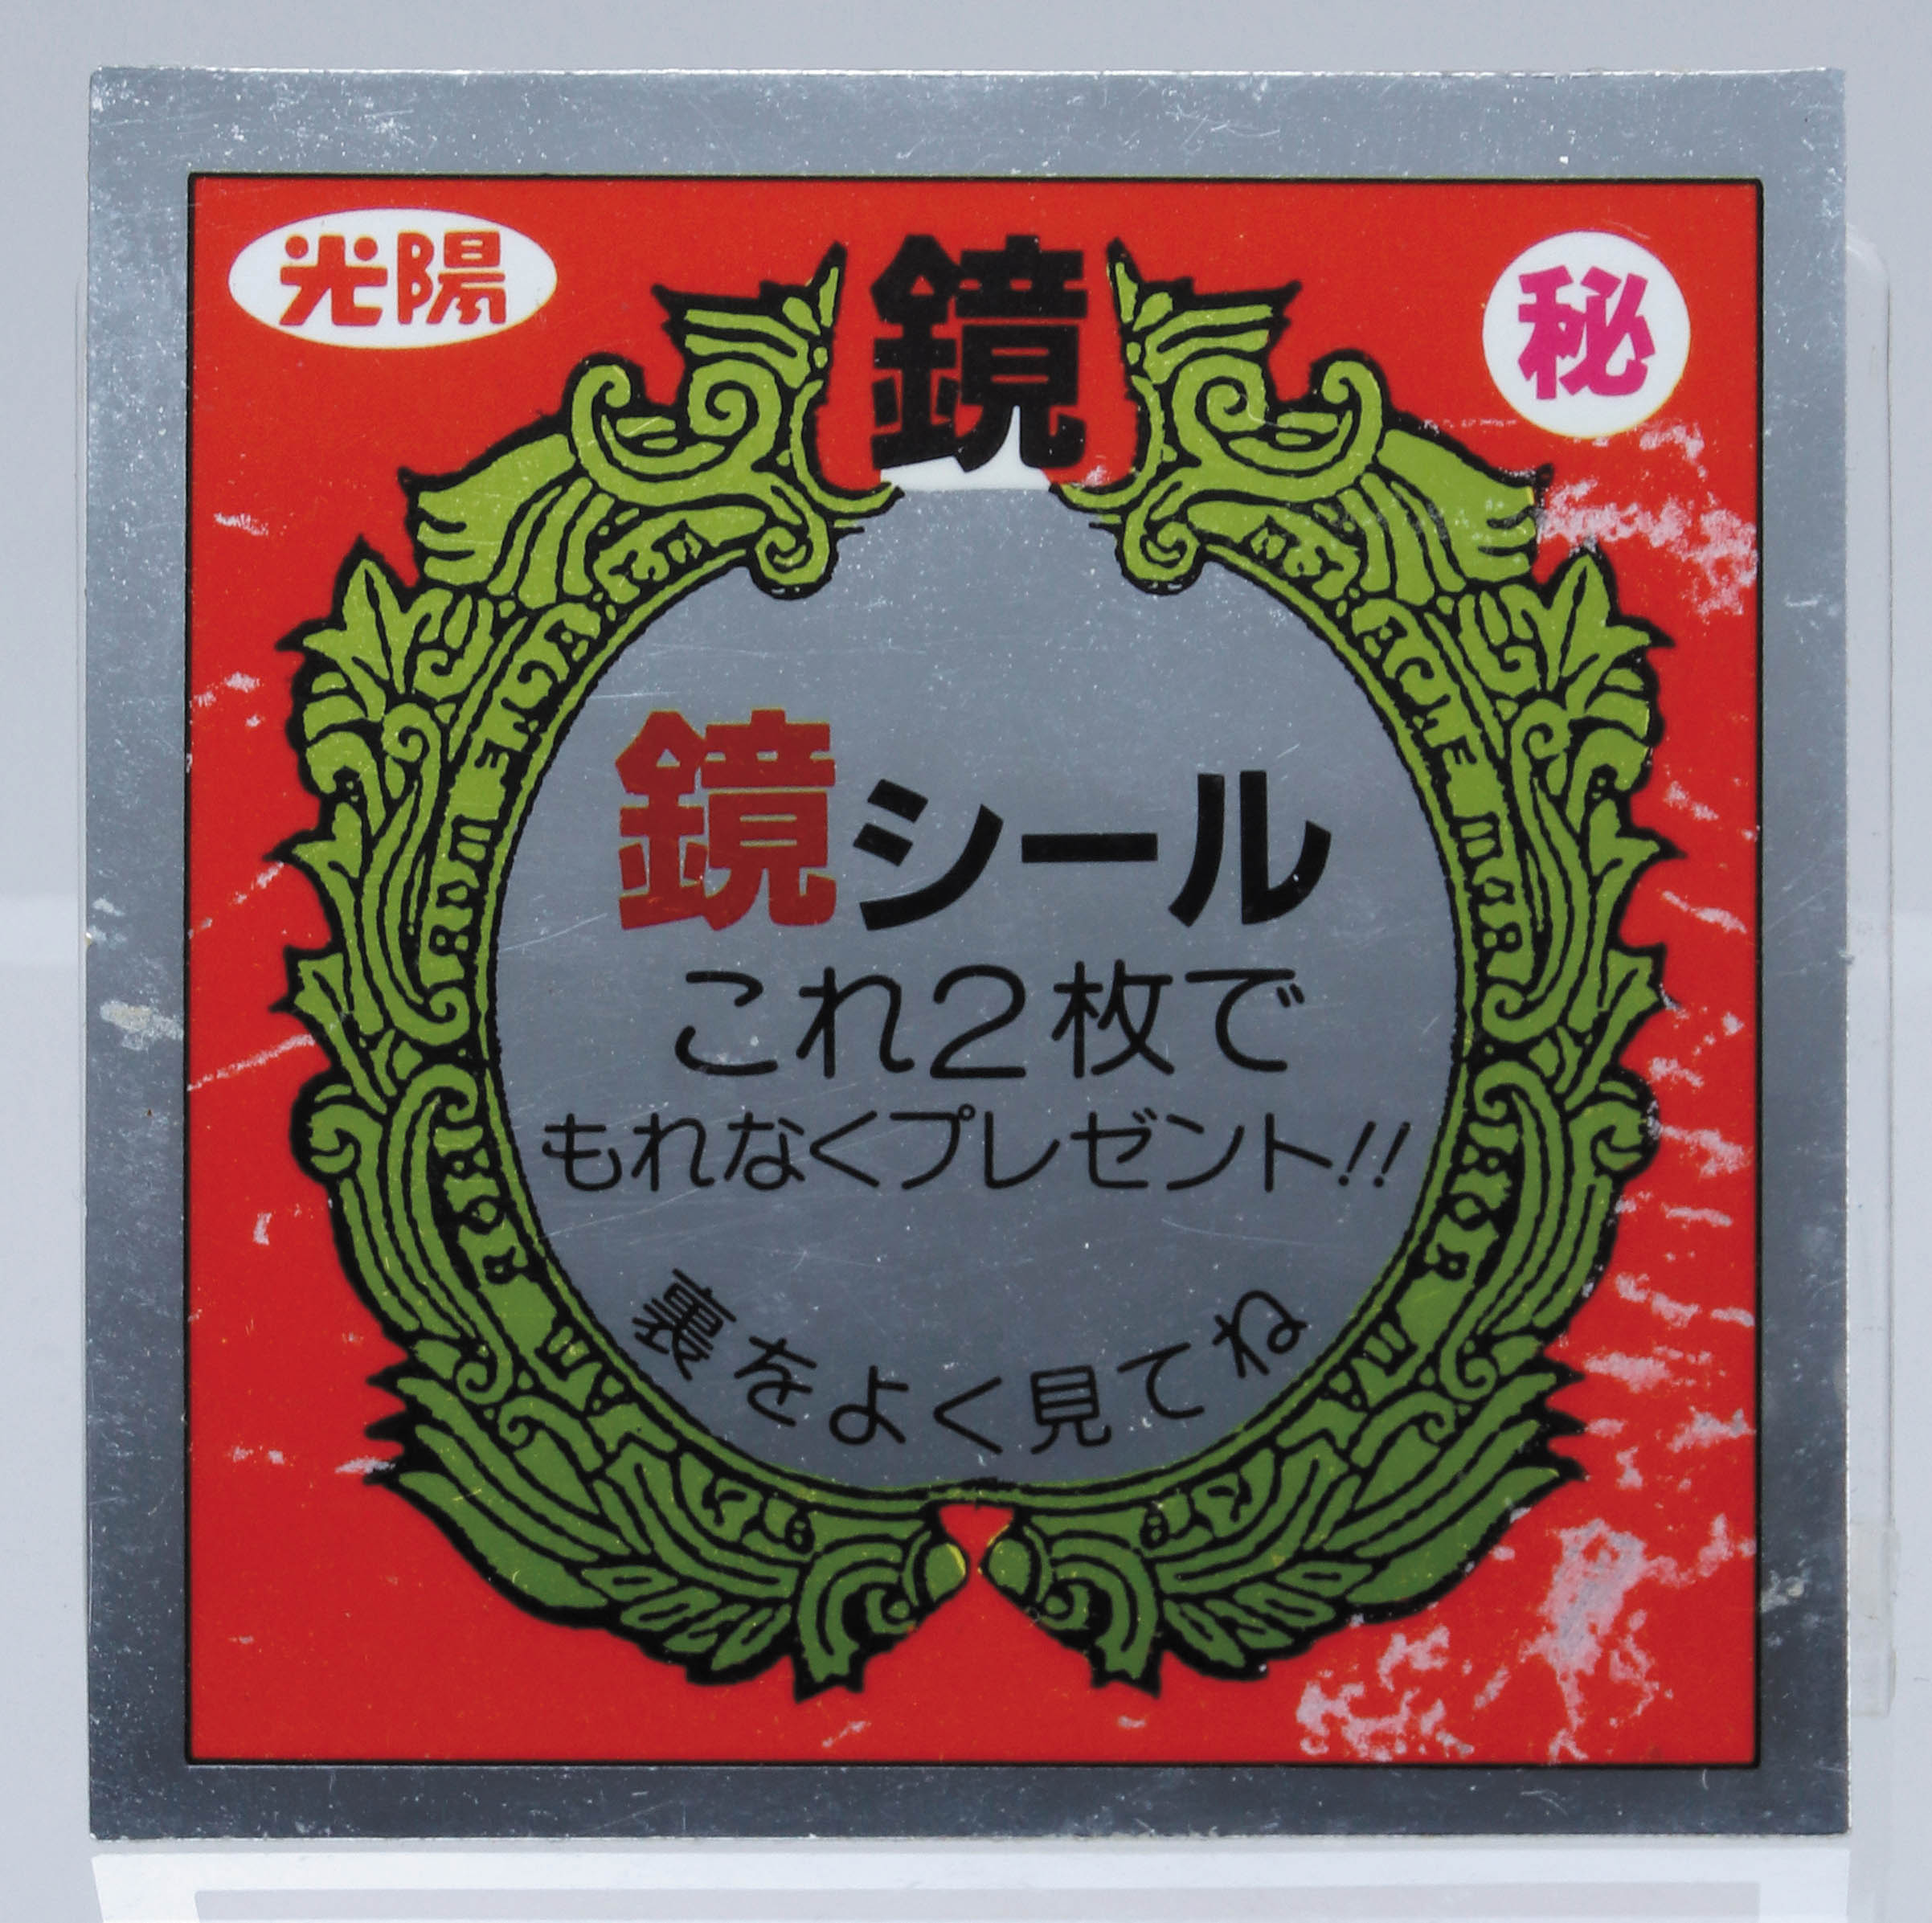 光陽
鏡
秘
鏡シール
これ2枚で
もれなくプレゼント!!
裏をよく見てね